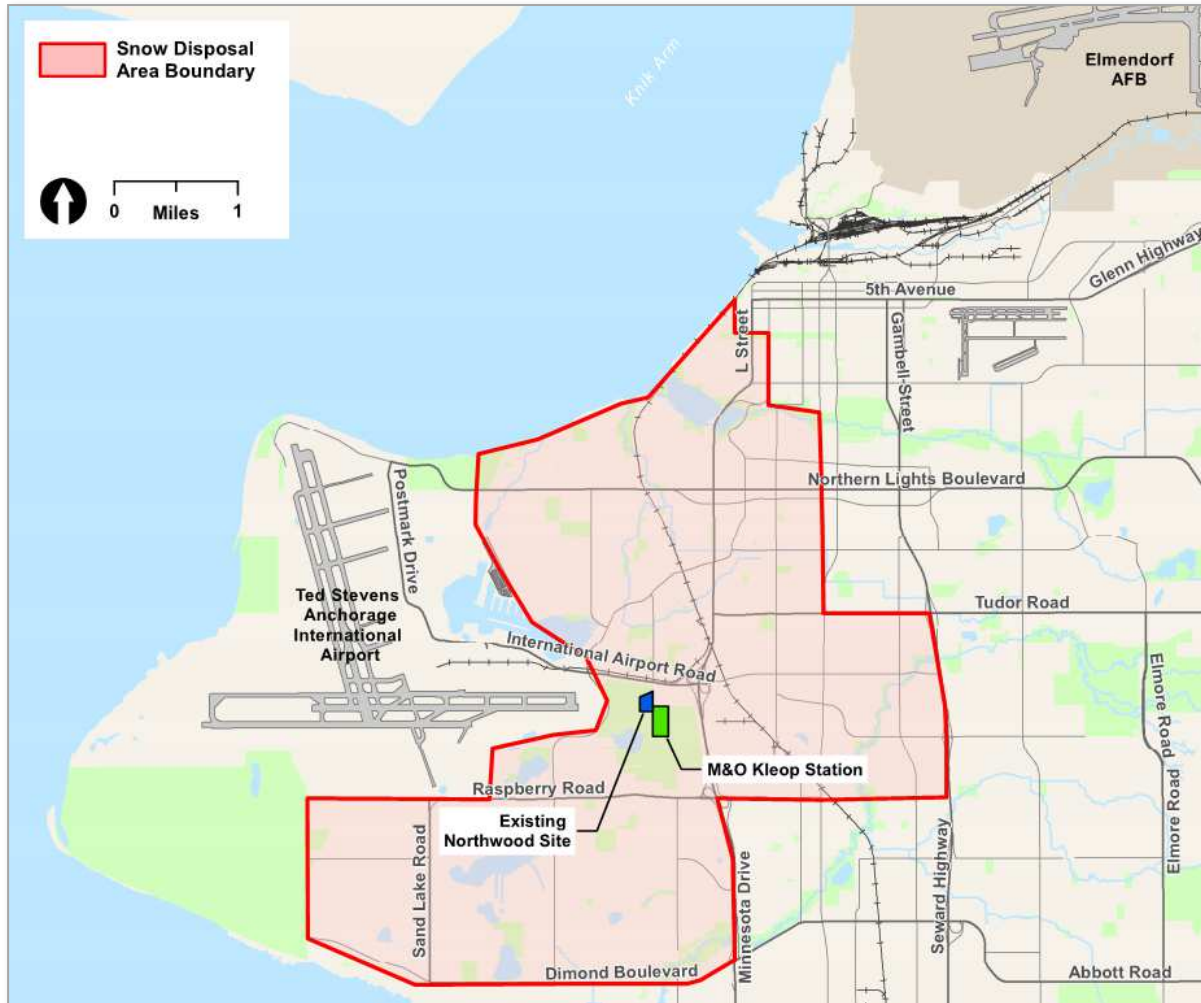 Snow Disposal
Area Boundary
0 Miles 1
Knik Arm
Elmendorf
AFB
Glenn Highway
5th Avenue
L Street
Gambell-Street
Northern Lights Boulevard
Postmark Drive
Ted Stevens
Anchorage
International
Airport
Tudor Road
International Airport Road
Elmore Road
M&O Kleop Station
Raspberry Road
Existing
Northwood Site
Sand Lake Road
Minnesota Drive
Seward Highway
Elmore Road
Dimond Boulevard
Abbott Road